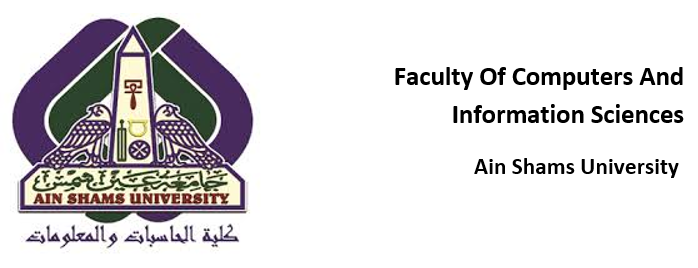 جامعة عين شمس
AIN SHAMS UNIVERSITY
كلية الحاسبات والمعلومات
Faculty Of Computers And
Information Sciences
Ain Shams University